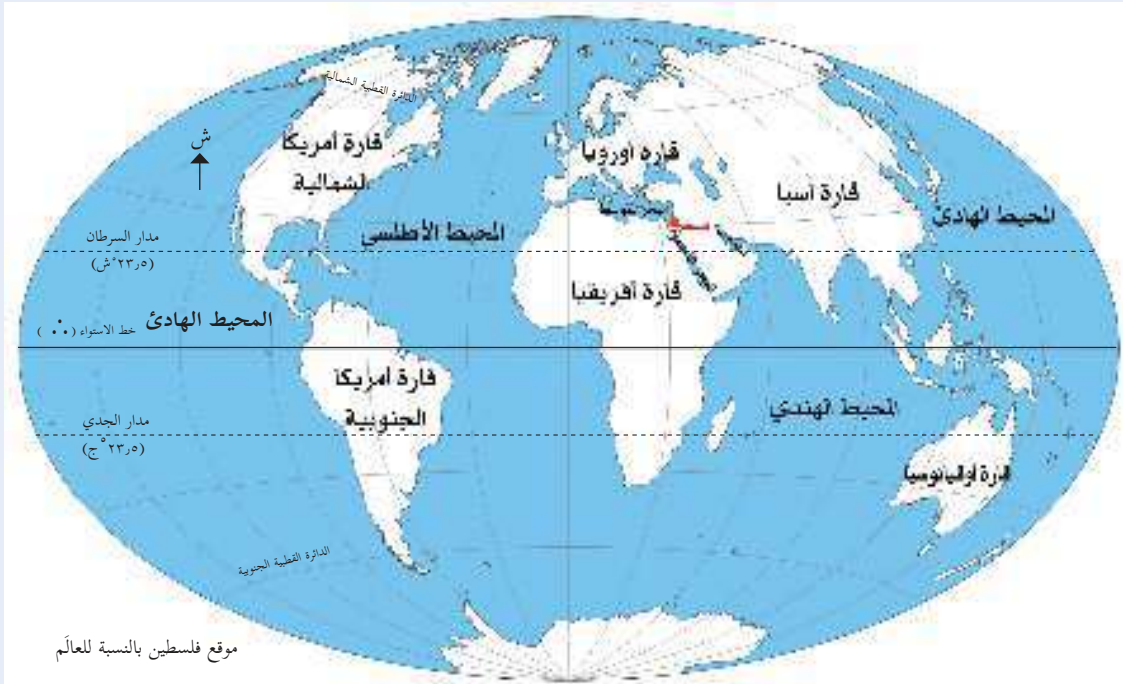 الدائرة القطبية الشمالية
قارة أمريكا
الشمالية
ش
قارة أوروبا
قارة آسيا
المحيط الهادئ
المحيط الأطلسي
مدار السرطان
(٢٣٫٥°ش)
قارة أفريقيا
المحيط الهادئ
خط الاستواء (٠°)
قارة أمريكا
الجنوبية
المحيط الهندي
مدار الجدي
(٢٣٫٥°ج)
قارة أوقيانوسيا
الدائرة القطبية الجنوبية
موقع فلسطين بالنسبة للعالَم